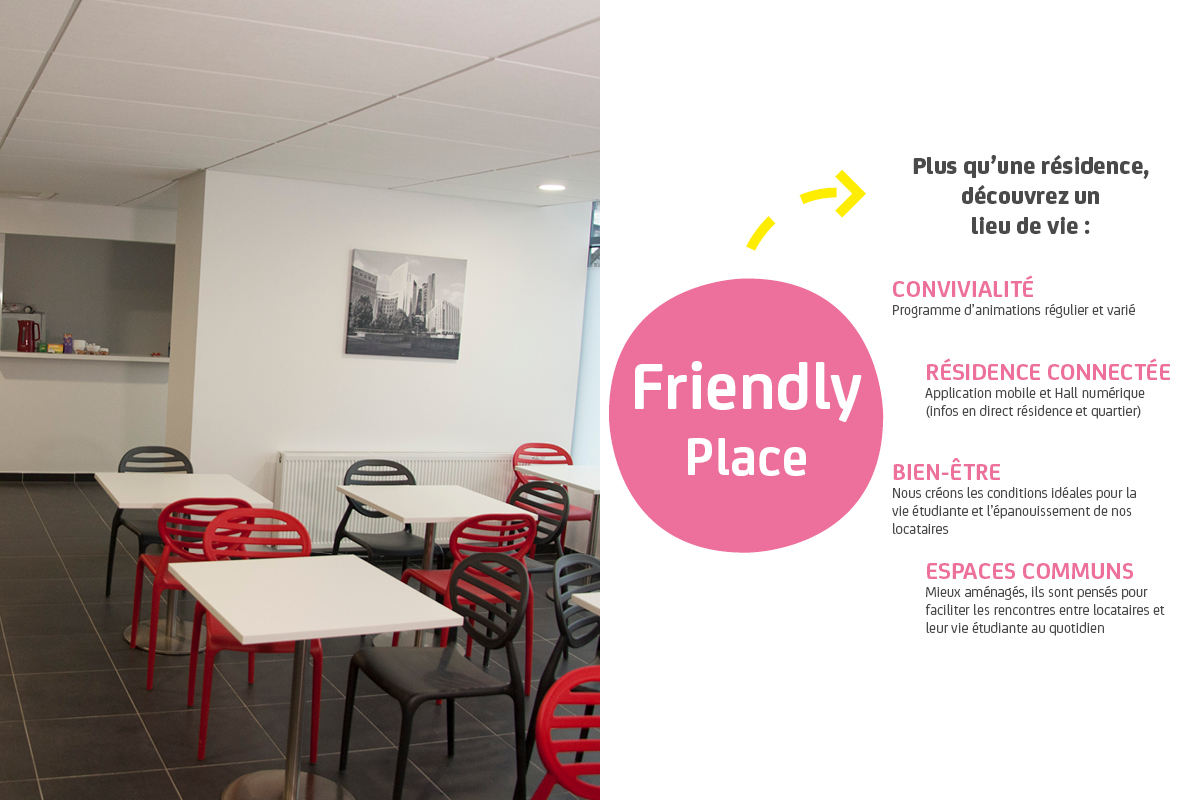 Plus qu’une résidence,
découvrez un
lieu de vie :
Friendly
Place
CONVIVIALITÉ
Programme d’animations régulier et varié
RÉSIDENCE CONNECTÉE
Application mobile et Hall numérique
(infos en direct résidence et quartier)
BIEN-ÊTRE
Nous créons les conditions idéales pour la
vie étudiante et l’épanouissement de nos
locataires
ESPACES COMMUNS
Mieux aménagés, ils sont pensés pour
faciliter les rencontres entre locataires et
leur vie étudiante au quotidien